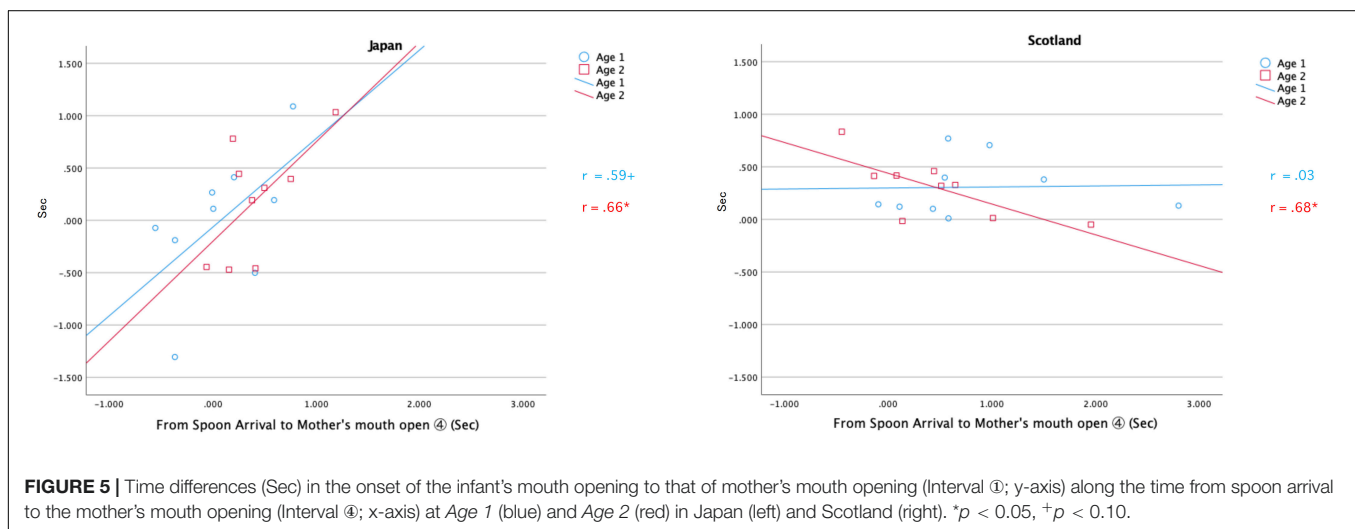 Japan
Age 1
Age 2
Age 1
Age 2
1.500
1.000
.500
.000
-.500
-1.000
-1.500
Sec
r = .59+
r = .66*
-1.000 .000 1.000 2.000 3.000
From Spoon Arrival to Mother's mouth open ④ (Sec)
Scotland
Age 1
Age 2
Age 1
Age 2
1.500
1.000
.500
.000
-.500
-1.000
-1.500
Sec
r = .03
r = .68*
-1.000 .000 1.000 2.000 3.000
From Spoon Arrival to Mother's mouth open ④ (Sec)
FIGURE 5 | Time differences (Sec) in the onset of the infant's mouth opening to that of mother's mouth opening (Interval ①; y-axis) along the time from spoon arrival
to the mother's mouth opening (Interval ④; x-axis) at Age 1 (blue) and Age 2 (red) in Japan (left) and Scotland (right). *p < 0.05, +p < 0.10.